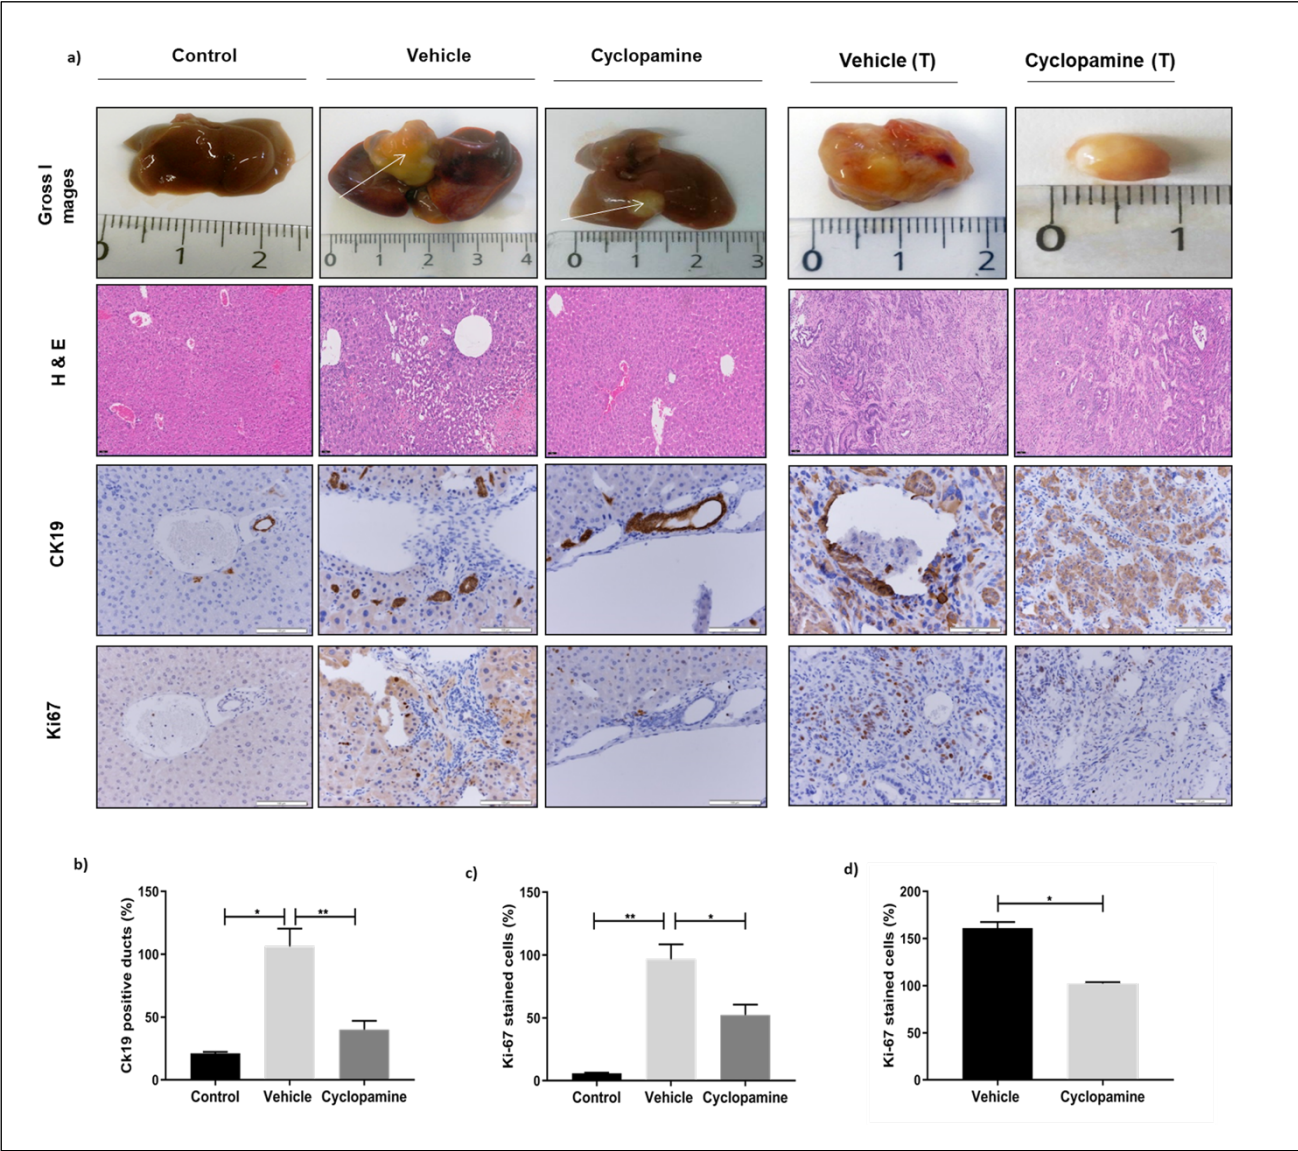 a)
Control
Vehicle
Cyclopamine
Vehicle (T)
Cyclopamine (T)
Gross I
mages
0 1 2
0 1 2 3 4
0 1 2 3
0 1 2
0 1
H & E
CK19
Ki67
b)
Ck19 positive ducts (%)
150
100
50
0
*
**
Control
Vehicle
Cyclopamine
c)
Ki-67 stained cells (%)
150
100
50
0
**
*
Control
Vehicle
Cyclopamine
d)
Ki-67 stained cells (%)
200
150
100
50
0
*
Vehicle
Cyclopamine